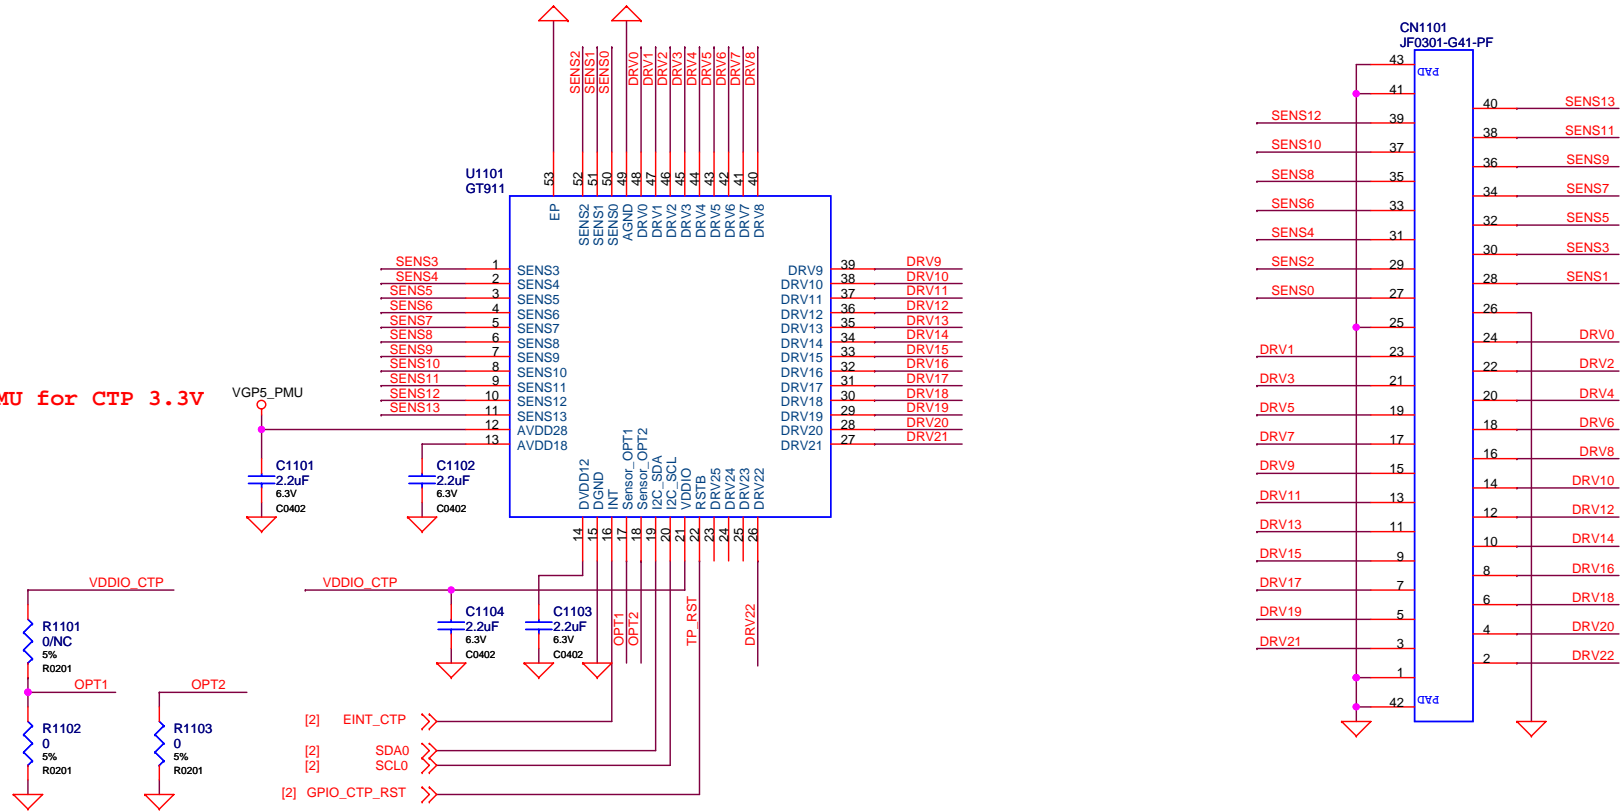 CN1101
JF0301-G41-PF
SENS2
SENS1
SENS0
DRV0
DRV1
DRV2
DRV3
DRV4
DRV5
DRV6
DRV7
DRV8
U1101
GT911
53
52
51
50
49
48
47
46
45
44
43
42
41
40
EP
SENS2
SENS1
SENS0
AGND
DRV0
DRV1
DRV2
DRV3
DRV4
DRV5
DRV6
DRV7
DRV8
SENS3 1 SENS3
SENS4 2 SENS4
SENS5 3 SENS5
SENS6 4 SENS6
SENS7 5 SENS7
SENS8 6 SENS8
SENS9 7 SENS9
SENS10 8 SENS10
SENS11 9 SENS11
SENS12 10 SENS12
SENS13 11 SENS13
12 AVDD28
13 AVDD18
DRV9 39 DRV9
DRV10 38 DRV10
DRV11 37 DRV11
DRV12 36 DRV12
DRV13 35 DRV13
DRV14 34 DRV14
DRV15 33 DRV15
DRV16 32 DRV16
DRV17 31 DRV17
DRV18 30 DRV18
DRV19 29 DRV19
DRV20 28 DRV20
DRV21 27 DRV21
MU for CTP 3.3V
VGP5_PMU
C1101
2.2uF
6.3V
C0402
C1102
2.2uF
6.3V
C0402
DVDD12
DGND
INT
Sensor_OPT1
Sensor_OPT2
I2C_SDA
I2C_SCL
VDDIO
RSTB
DRV25
DRV24
DRV23
DRV22
14
15
16
17
18
19
20
21
22
23
24
25
26
VDDIO_CTP
VDDIO_CTP
C1104
2.2uF
6.3V
C0402
C1103
2.2uF
6.3V
C0402
OPT1
OPT2
TP_RST
DRV22
R1101
0/NC
5%
R0201
OPT1
OPT2
R1102
0
5%
R0201
R1103
0
5%
R0201
[2] EINT_CTP
[2] SDA0
[2] SCL0
[2] GPIO_CTP_RST
43 PAD
41
40 SENS13
SENS12 39
38 SENS11
SENS10 37
36 SENS9
SENS8 35
34 SENS7
SENS6 33
32 SENS5
SENS4 31
30 SENS3
SENS2 29
28 SENS1
SENS0 27
26
25
24 DRV0
DRV1 23
22 DRV2
DRV3 21
20 DRV4
DRV5 19
18 DRV6
DRV7 17
16 DRV8
DRV9 15
14 DRV10
DRV11 13
12 DRV12
DRV13 11
10 DRV14
DRV15 9
8 DRV16
DRV17 7
6 DRV18
DRV19 5
4 DRV20
DRV21 3
2 DRV22
1
42 PAD